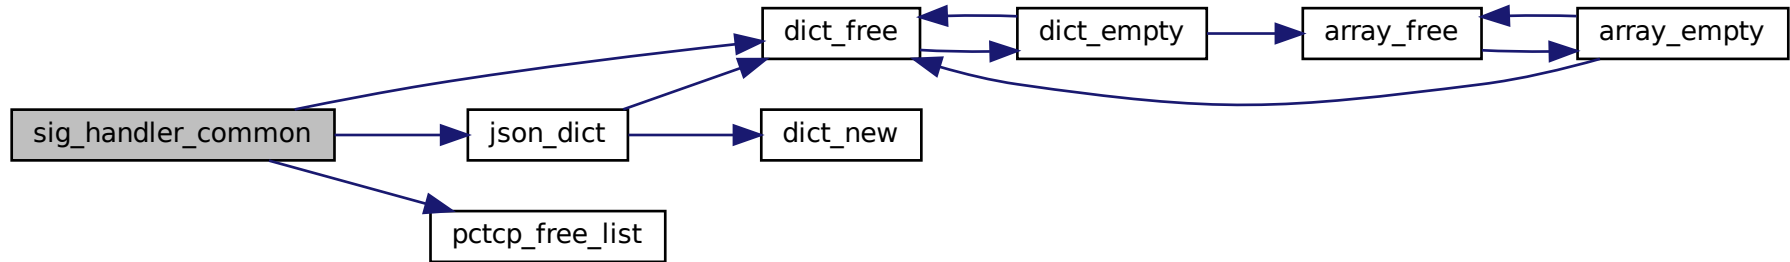 dict_free
dict_empty
array_free
array_empty
sig_handler_common
json_dict
dict_new
pctcp_free_list